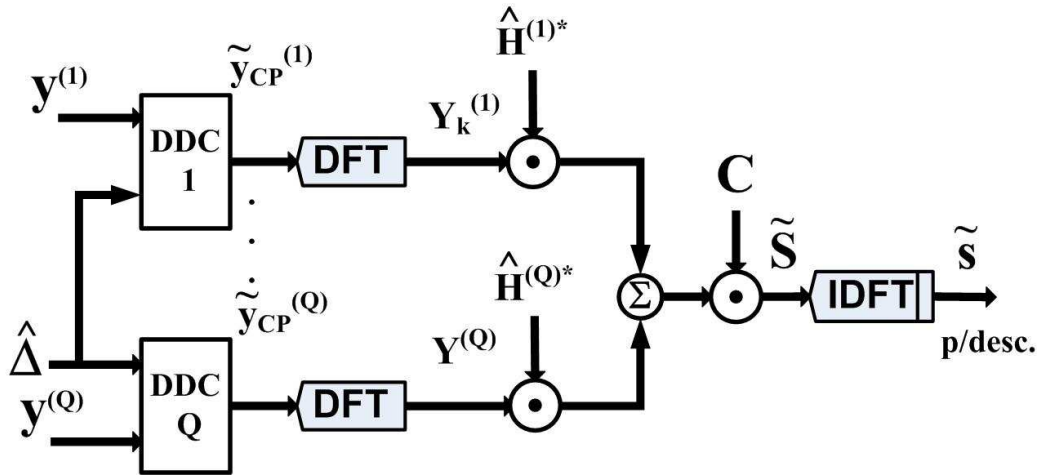 y(1)
ỹCP(1)
DDC
1
DFT
Yk(1)
Ĥ(1)*
.
.
.
C
Σ
S̃
IDFT
s̃
p/desc.
Δ̂
y(Q)
ỹCP(Q)
DDC
Q
DFT
Y(Q)
Ĥ(Q)*